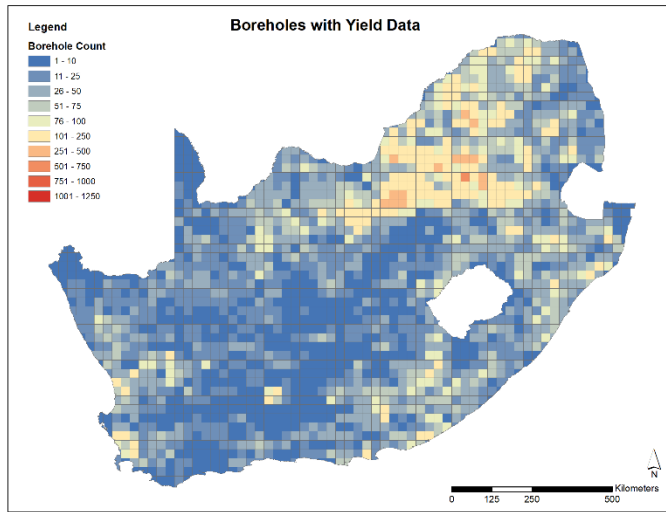 Boreholes with Yield Data
Legend
Borehole Count
1 - 10
11 - 25
26 - 50
51 - 75
76 - 100
101 - 250
251 - 500
501 - 750
751 - 1000
1001 - 1250
N
Kilometers
0 125 250 500